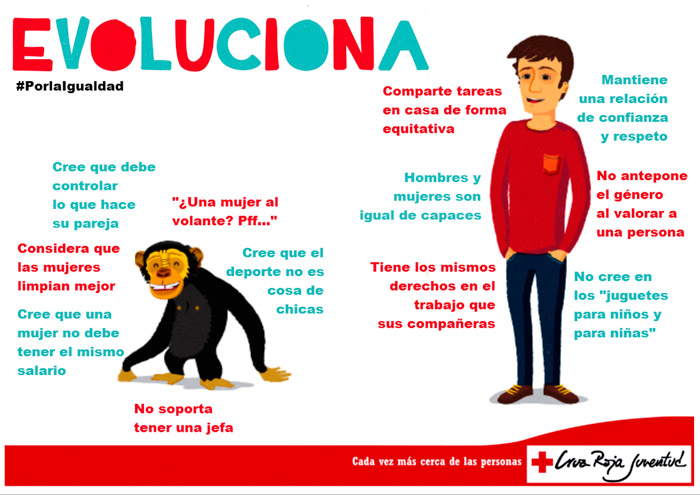 EVOLUCIONA
#PorlaIgualdad
Cree que debe
controlar
lo que hace
su pareja
"¿Una mujer al
volante? Pff..."
Considera que
las mujeres
limpian mejor
Cree que el
deporte no es
cosa de
chicas
Cree que una
mujer no debe
tener el mismo
salario
No soporta
tener una jefa
Comparte tareas
en casa de forma
equitativa
Mantiene
una relación
de confianza
y respeto
Hombres y
mujeres son
igual de capaces
No antepone
el género
al valorar a
una persona
Tiene los mismos
derechos en el
trabajo que
sus compañeras
No cree en
los "juguetes
para niños y
para niñas"
Cada vez más cerca de las personas
Cruz Roja Juventud